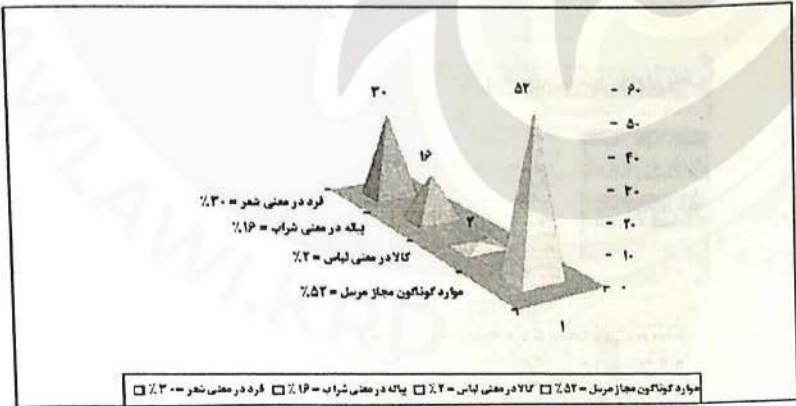 ۳۰
۵۲
۶۰
۵۰
۱۶
۴۰
۳۰
فرد در معنی شعر = ۳۰٪
۲
۲۰
پیاله در معنی شراب = ۱۶٪
۱۰
کالا در معنی لباس = ۲٪
۰
موارد گوناگون مجاز مرسل = ۵۲٪
۱
موارد گوناگون مجاز مرسل = ۵۲٪ کالا در معنی لباس = ۲٪ پیاله در معنی شراب = ۱۶٪ فرد در معنی شعر = ۳۰٪